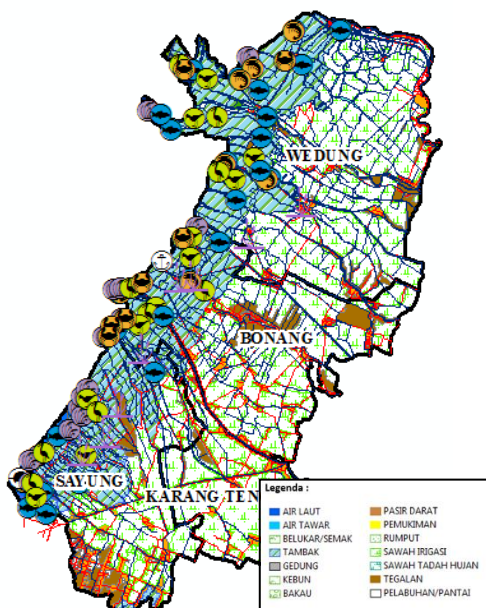 WEDUNG
BONANG
SAYUNG
KARANG TEN
Legenda :
AIR LAUT
AIR TAWAR
BELUKAR/SEMAK
TAMBAK
GEDUNG
KEBUN
BAKAU
PASIR DARAT
PEMUKIMAN
RUMPUT
SAWAH IRIGASI
SAWAH TADAH HUJAN
TEGALAN
PELABUHAN/PANTAI